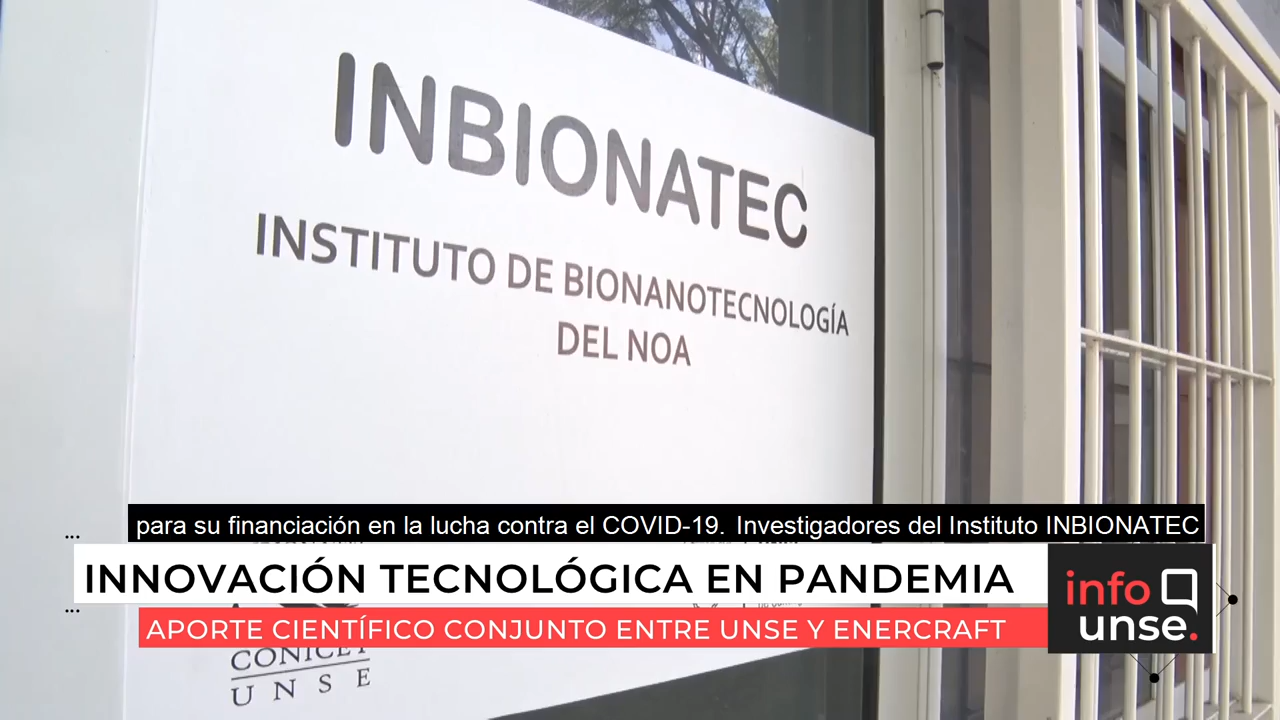 INBIONATEC
INSTITUTO DE BIONANOTECNOLOGÍA
DEL NOA
para su financiación en la lucha contra el COVID-19. Investigadores del Instituto INBIONATEC
INNOVACIÓN TECNOLÓGICA EN PANDEMIA
APORTE CIENTÍFICO CONJUNTO ENTRE UNSE Y ENERCRAFT
info
unse.
CONICET
UNSE